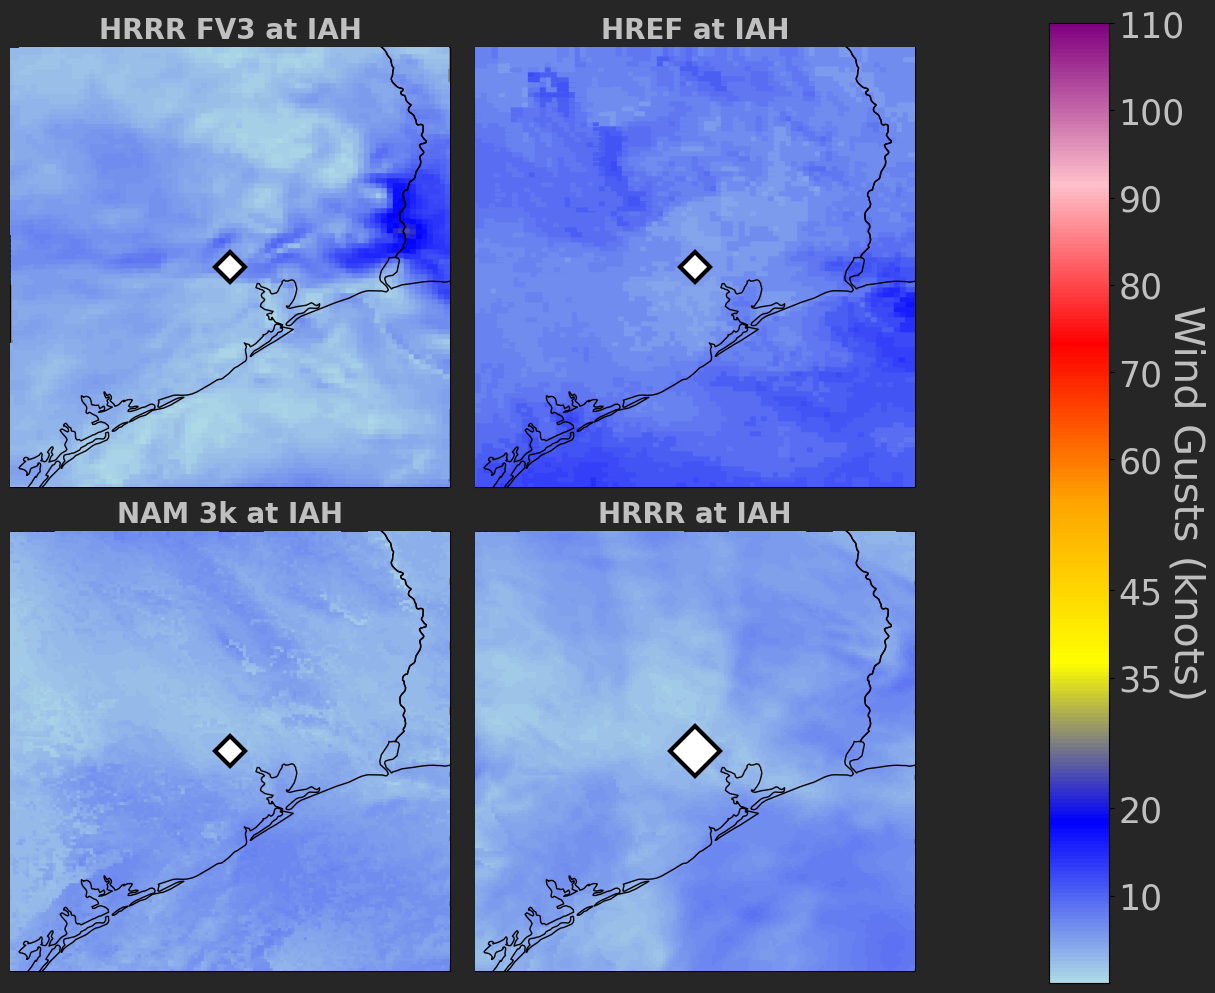 HRRR FV3 at IAH
HREF at IAH
NAM 3k at IAH
HRRR at IAH
110
100
90
80
70
60
45
35
20
10
Wind Gusts (knots)